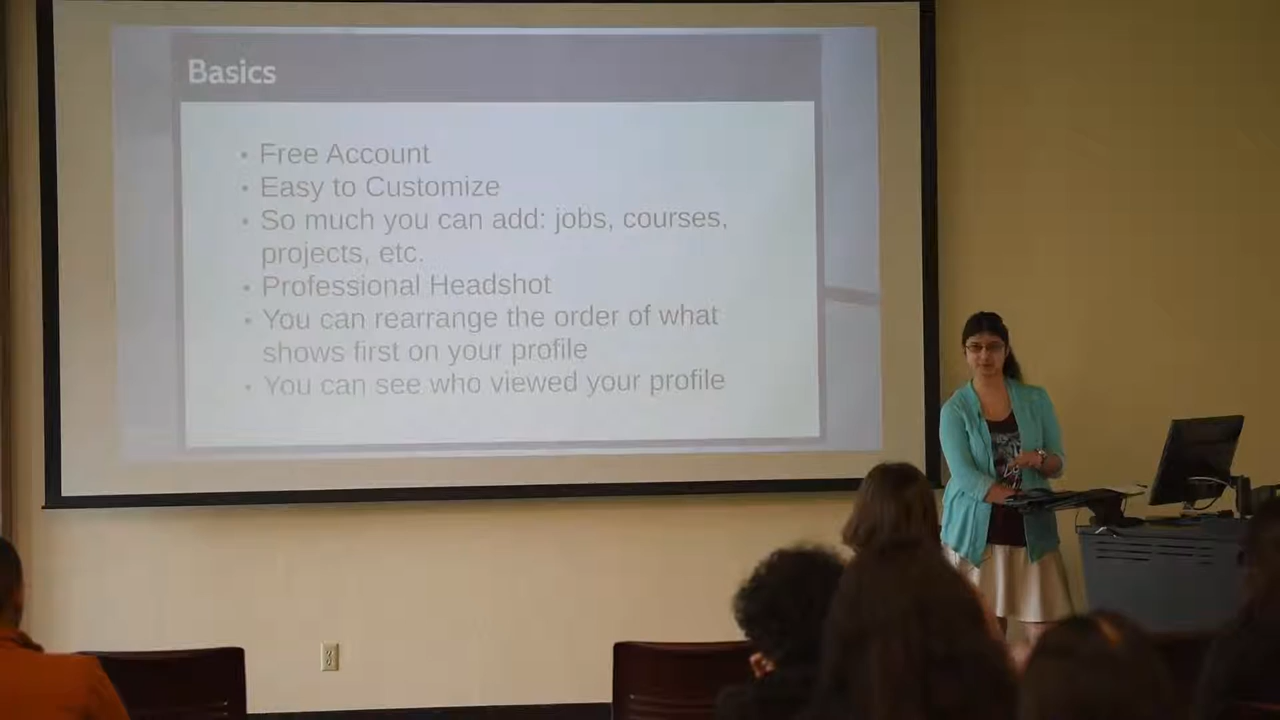 Basics
• Free Account
• Easy to Customize
• So much you can add: jobs, courses,
projects, etc.
• Professional Headshot
• You can rearrange the order of what
shows first on your profile
• You can see who viewed your profile